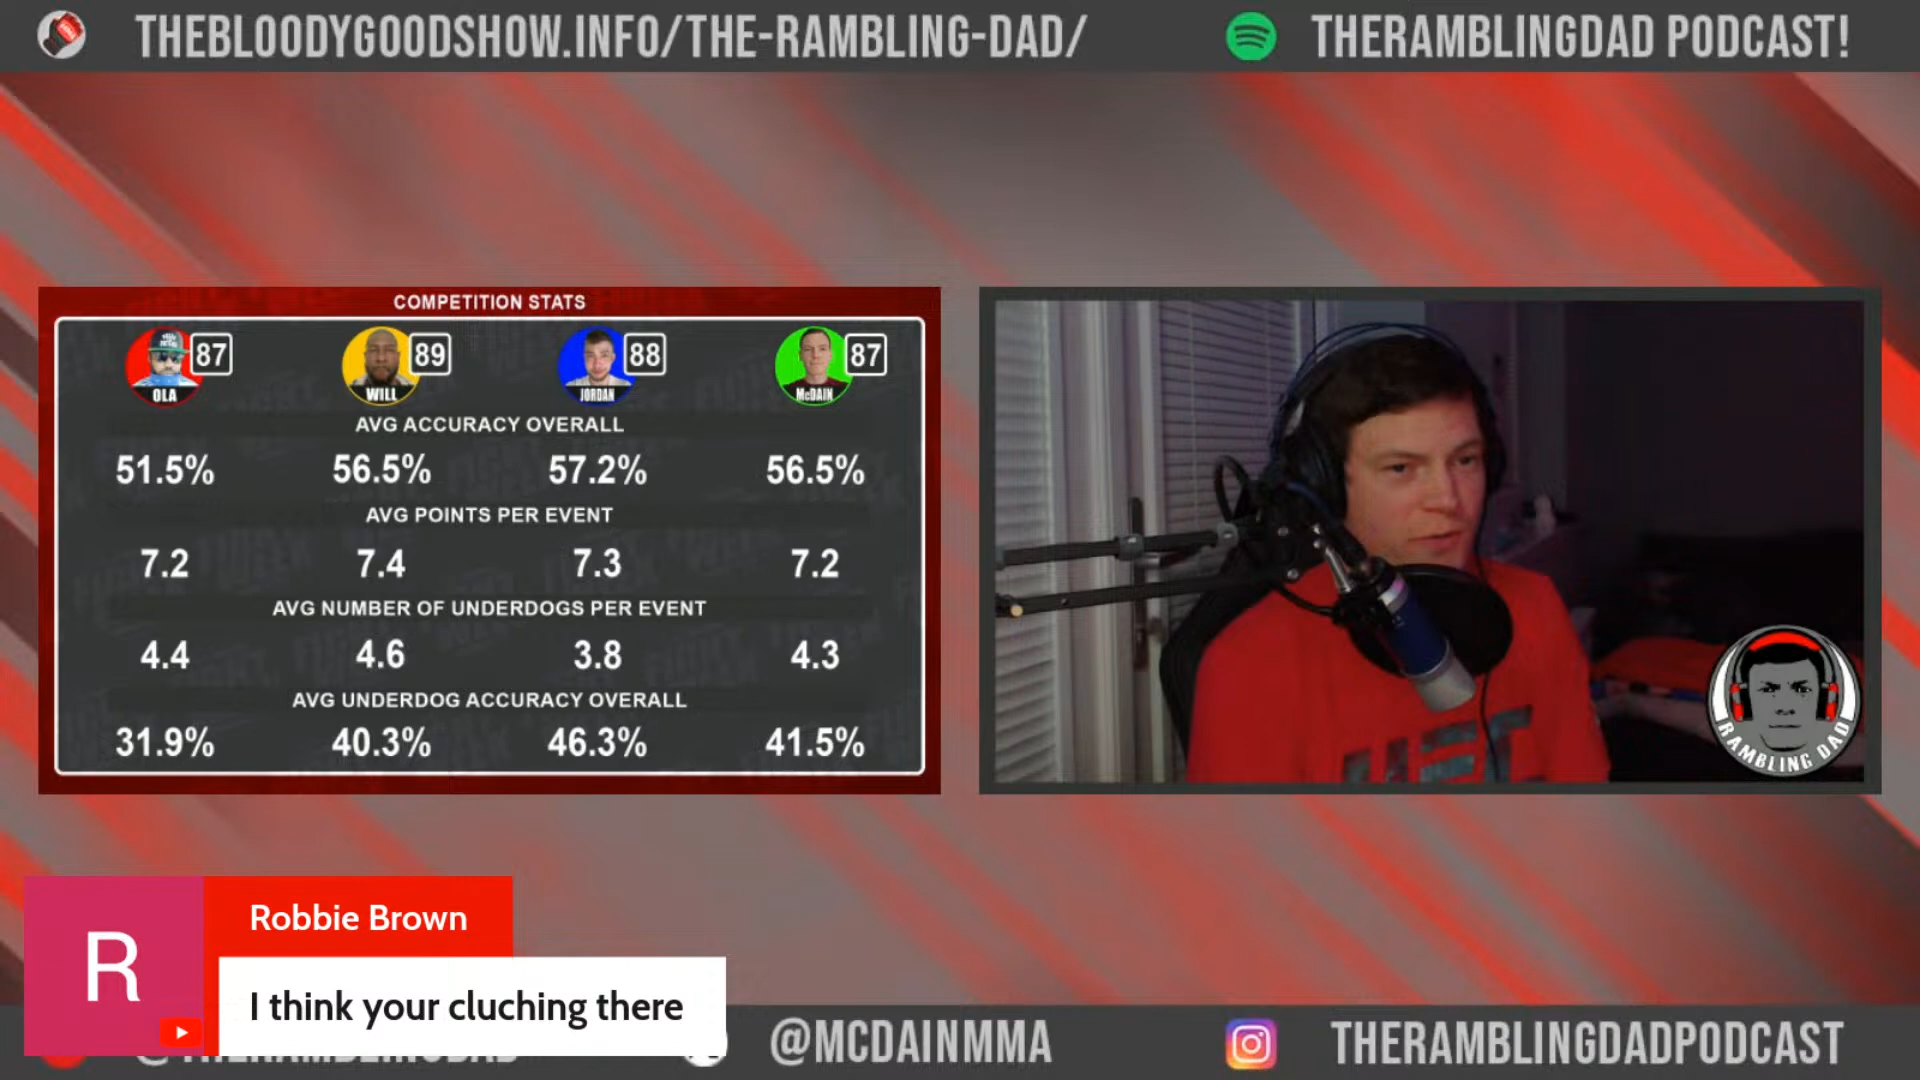 THEBLOODYGOODSHOW.INFO/THE-RAMBLING-DAD/
THERAMBLINGDAD PODCAST!
COMPETITION STATS
87 89 88 87
OLA WILL JORDAN McDAIN
AVG ACCURACY OVERALL
51.5% 56.5% 57.2% 56.5%
AVG POINTS PER EVENT
7.2 7.4 7.3 7.2
AVG NUMBER OF UNDERDOGS PER EVENT
4.4 4.6 3.8 4.3
AVG UNDERDOG ACCURACY OVERALL
31.9% 40.3% 46.3% 41.5%
UFC
RAMBLING DAD
R
Robbie Brown
I think your cluching there
@THERAMBLINGDAD
@MCDAINMMA
THERAMBLINGDADPODCAST